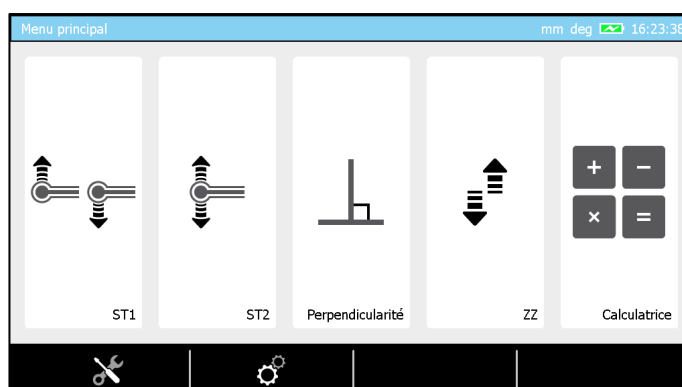 Menu principal mm deg 16:23:38
ST1 ST2 Perpendicularité ZZ Calculatrice